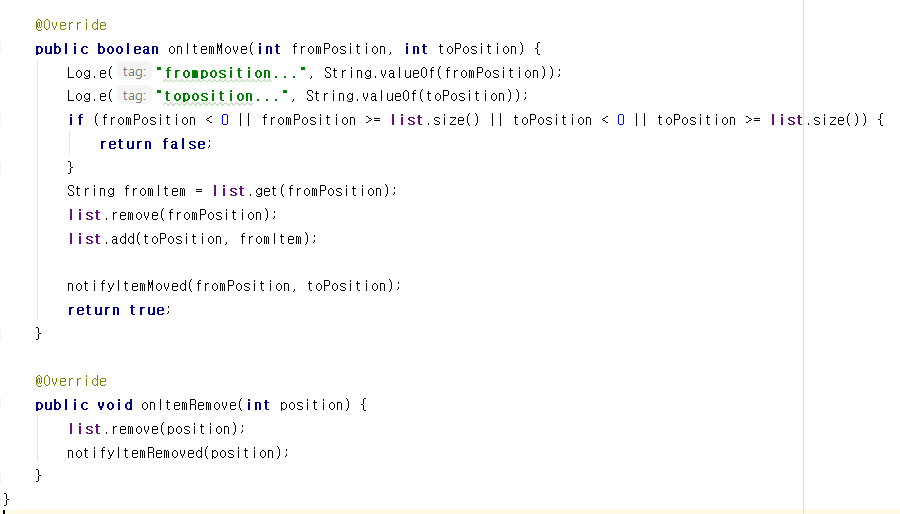 @Override
public boolean onItemMove(int fromPosition, int toPosition) {
Log.e( tag: "fromposition...", String.valueOf(fromPosition));
Log.e( tag: "toposition...", String.valueOf(toPosition));
if (fromPosition < 0 || fromPosition >= list.size() || toPosition < 0 || toPosition >= list.size()) {
return false;
}
String fromItem = list.get(fromPosition);
list.remove(fromPosition);
list.add(toPosition, fromItem);
notifyItemMoved(fromPosition, toPosition);
return true;
}
@Override
public void onItemRemove(int position) {
list.remove(position);
notifyItemRemoved(position);
}
}